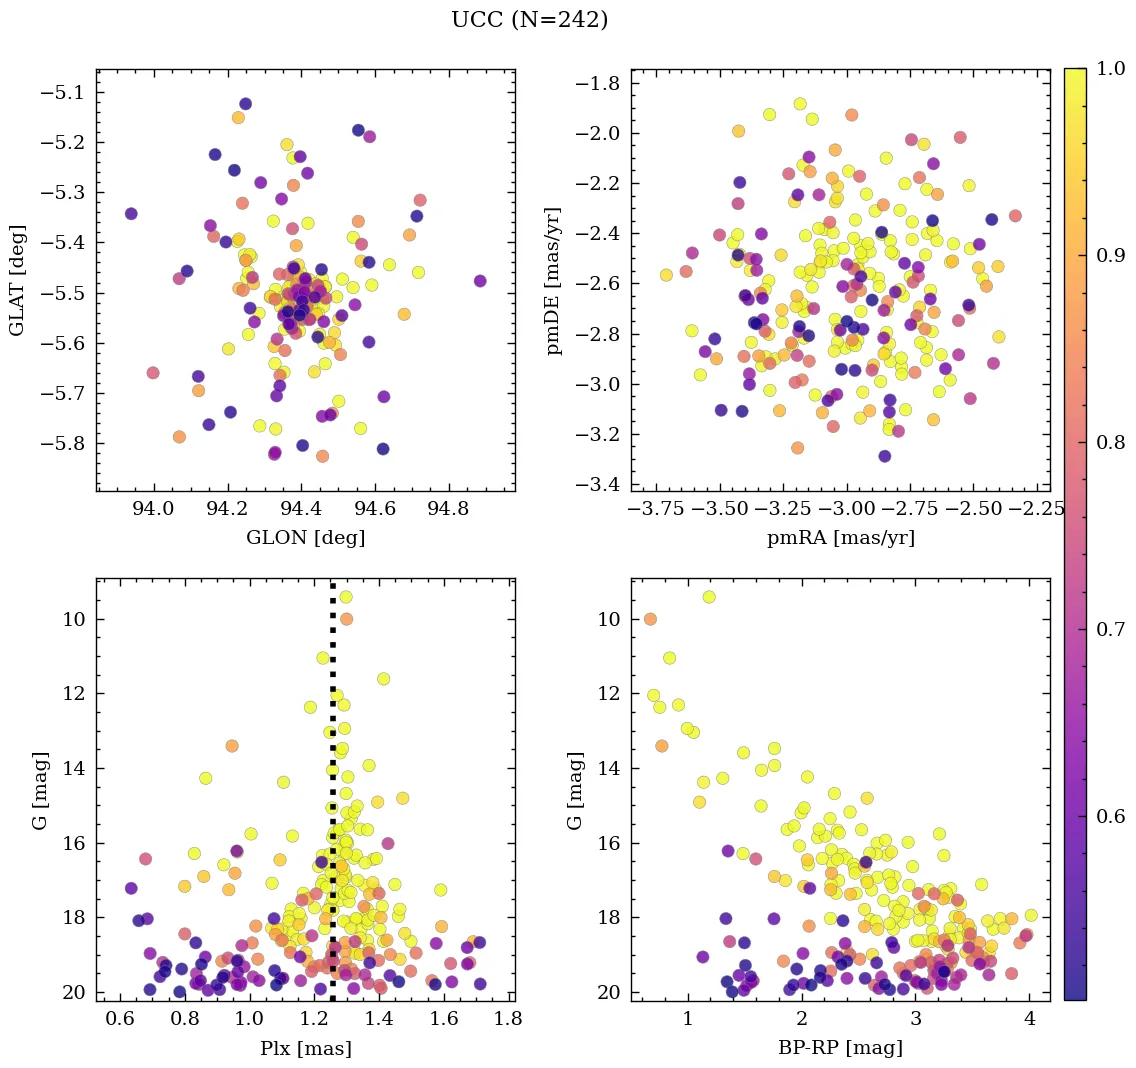 UCC (N=242)
−5.1
−5.2
−5.3
−5.4
−5.5
−5.6
−5.7
−5.8
GLAT [deg]
94.0 94.2 94.4 94.6 94.8
GLON [deg]
−1.8
−2.0
−2.2
−2.4
−2.6
−2.8
−3.0
−3.2
−3.4
pmDE [mas/yr]
−3.75 −3.50 −3.25 −3.00 −2.75 −2.50 −2.25
pmRA [mas/yr]
1.0
0.9
0.8
0.7
0.6
10
12
14
16
18
20
G [mag]
0.6 0.8 1.0 1.2 1.4 1.6 1.8
Plx [mas]
10
12
14
16
18
20
G [mag]
1 2 3 4
BP-RP [mag]